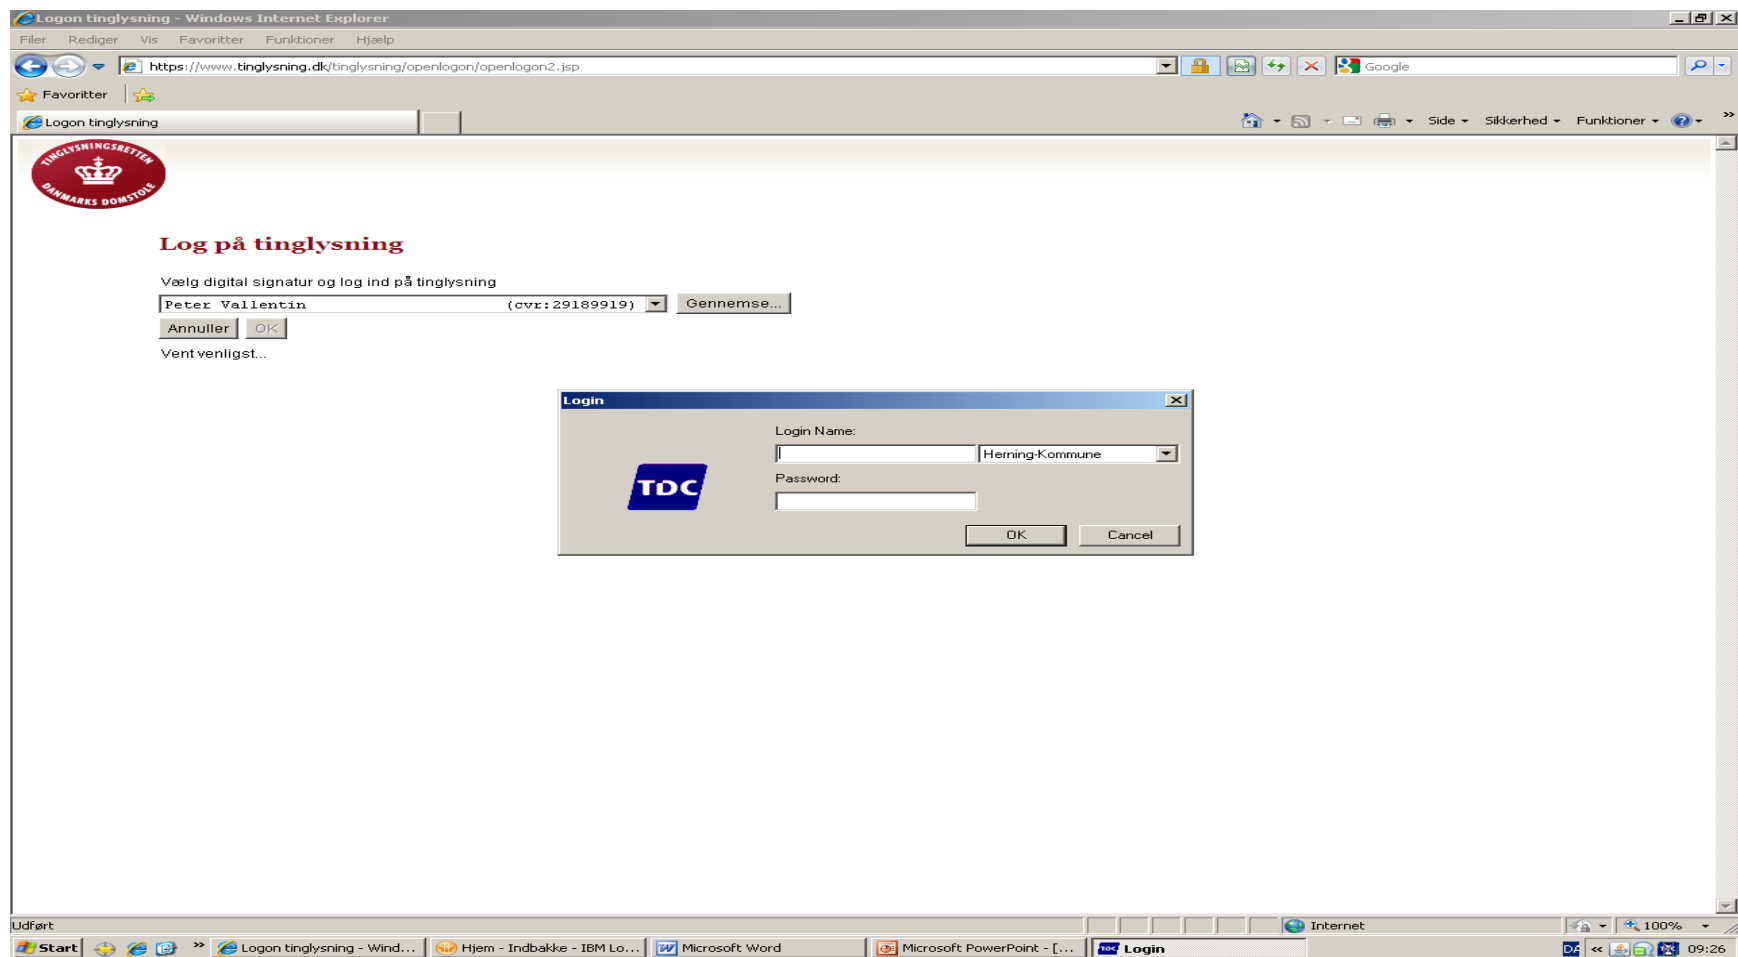 Logon tinglysning - Windows Internet Explorer
Filer Rediger Vis Favoritter Funktioner Hjælp
https://www.tinglysning.dk/tinglysning/openlogon/openlogon2.jsp
Google
Favoritter
Logon tinglysning
Side Sikkerhed Funktioner
TINGLYSNINGSRETTEN
DANMARKS DOMSTOLE
Log på tinglysning
Vælg digital signatur og log ind på tinglysning
Peter Vallentin (cvr:29189919) Gennemse...
Annuller OK
Vent venligst...
Login
Login Name:
Herning-Kommune
TDC
Password:
OK Cancel
Udført Internet 100%
Start Logon tinglysning - Wind... Hjem - Indbakke - IBM Lo... Microsoft Word Microsoft PowerPoint - [... TDC Login DA 09:26